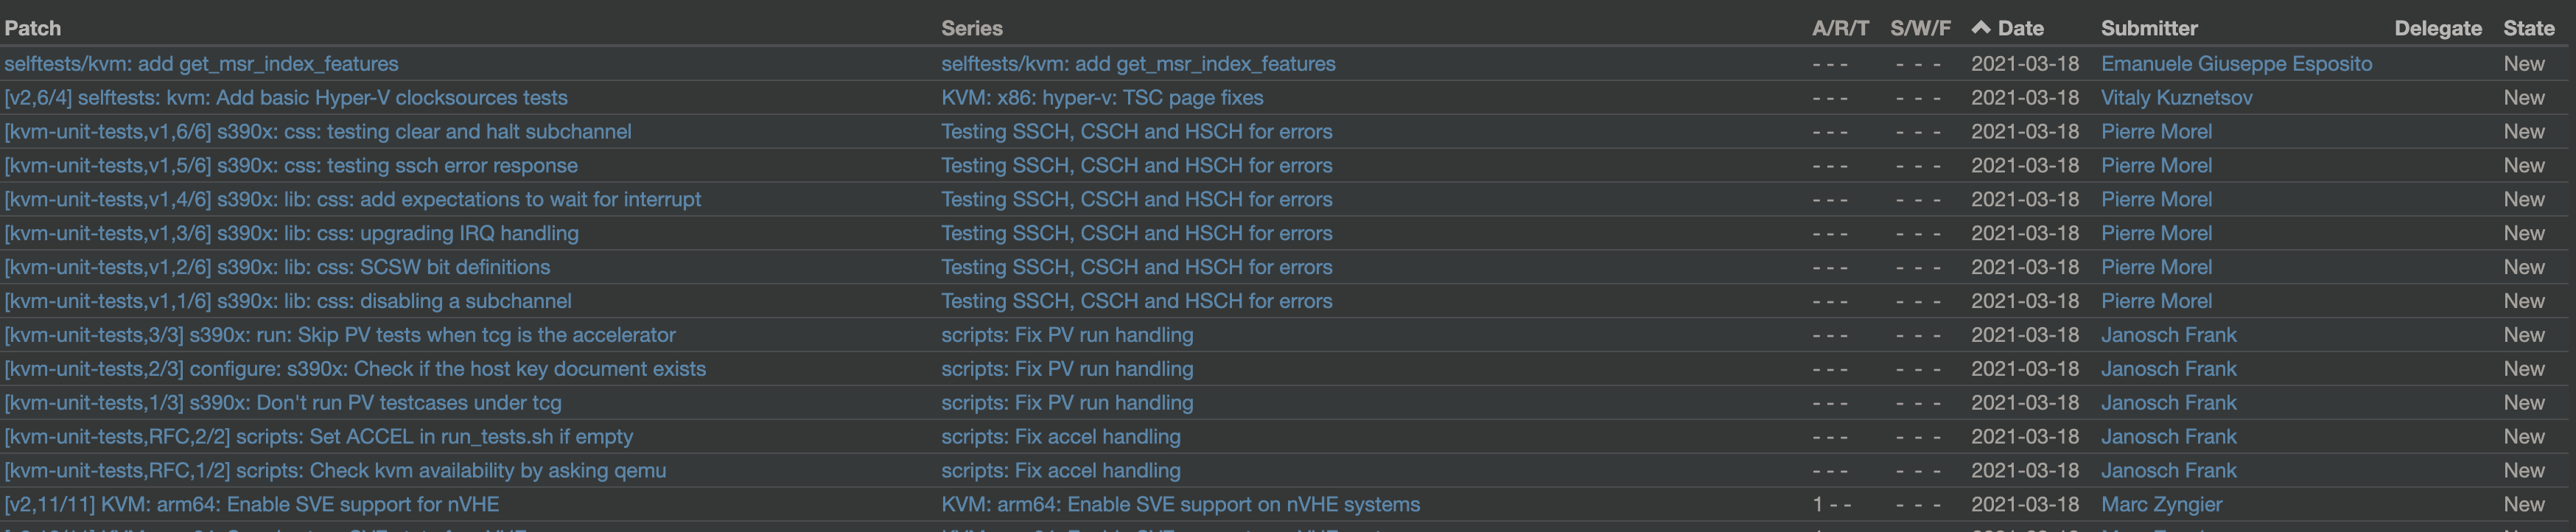 Patch Series A/R/T S/W/F Date Submitter Delegate State
selftests/kvm: add get_msr_index_features selftests/kvm: add get_msr_index_features - - - - - - 2021-03-18 Emanuele Giuseppe Esposito New
[v2,6/4] selftests: kvm: Add basic Hyper-V clocksources tests KVM: x86: hyper-v: TSC page fixes - - - - - - 2021-03-18 Vitaly Kuznetsov New
[kvm-unit-tests,v1,6/6] s390x: css: testing clear and halt subchannel Testing SSCH, CSCH and HSCH for errors - - - - - - 2021-03-18 Pierre Morel New
[kvm-unit-tests,v1,5/6] s390x: css: testing ssch error response Testing SSCH, CSCH and HSCH for errors - - - - - - 2021-03-18 Pierre Morel New
[kvm-unit-tests,v1,4/6] s390x: lib: css: add expectations to wait for interrupt Testing SSCH, CSCH and HSCH for errors - - - - - - 2021-03-18 Pierre Morel New
[kvm-unit-tests,v1,3/6] s390x: lib: css: upgrading IRQ handling Testing SSCH, CSCH and HSCH for errors - - - - - - 2021-03-18 Pierre Morel New
[kvm-unit-tests,v1,2/6] s390x: lib: css: SCSW bit definitions Testing SSCH, CSCH and HSCH for errors - - - - - - 2021-03-18 Pierre Morel New
[kvm-unit-tests,v1,1/6] s390x: lib: css: disabling a subchannel Testing SSCH, CSCH and HSCH for errors - - - - - - 2021-03-18 Pierre Morel New
[kvm-unit-tests,3/3] s390x: run: Skip PV tests when tcg is the accelerator scripts: Fix PV run handling - - - - - - 2021-03-18 Janosch Frank New
[kvm-unit-tests,2/3] configure: s390x: Check if the host key document exists scripts: Fix PV run handling - - - - - - 2021-03-18 Janosch Frank New
[kvm-unit-tests,1/3] s390x: Don't run PV testcases under tcg scripts: Fix PV run handling - - - - - - 2021-03-18 Janosch Frank New
[kvm-unit-tests,RFC,2/2] scripts: Set ACCEL in run_tests.sh if empty scripts: Fix accel handling - - - - - - 2021-03-18 Janosch Frank New
[kvm-unit-tests,RFC,1/2] scripts: Check kvm availability by asking qemu scripts: Fix accel handling - - - - - - 2021-03-18 Janosch Frank New
[v2,11/11] KVM: arm64: Enable SVE support for nVHE KVM: arm64: Enable SVE support on nVHE systems 1 - - - - - 2021-03-18 Marc Zyngier New